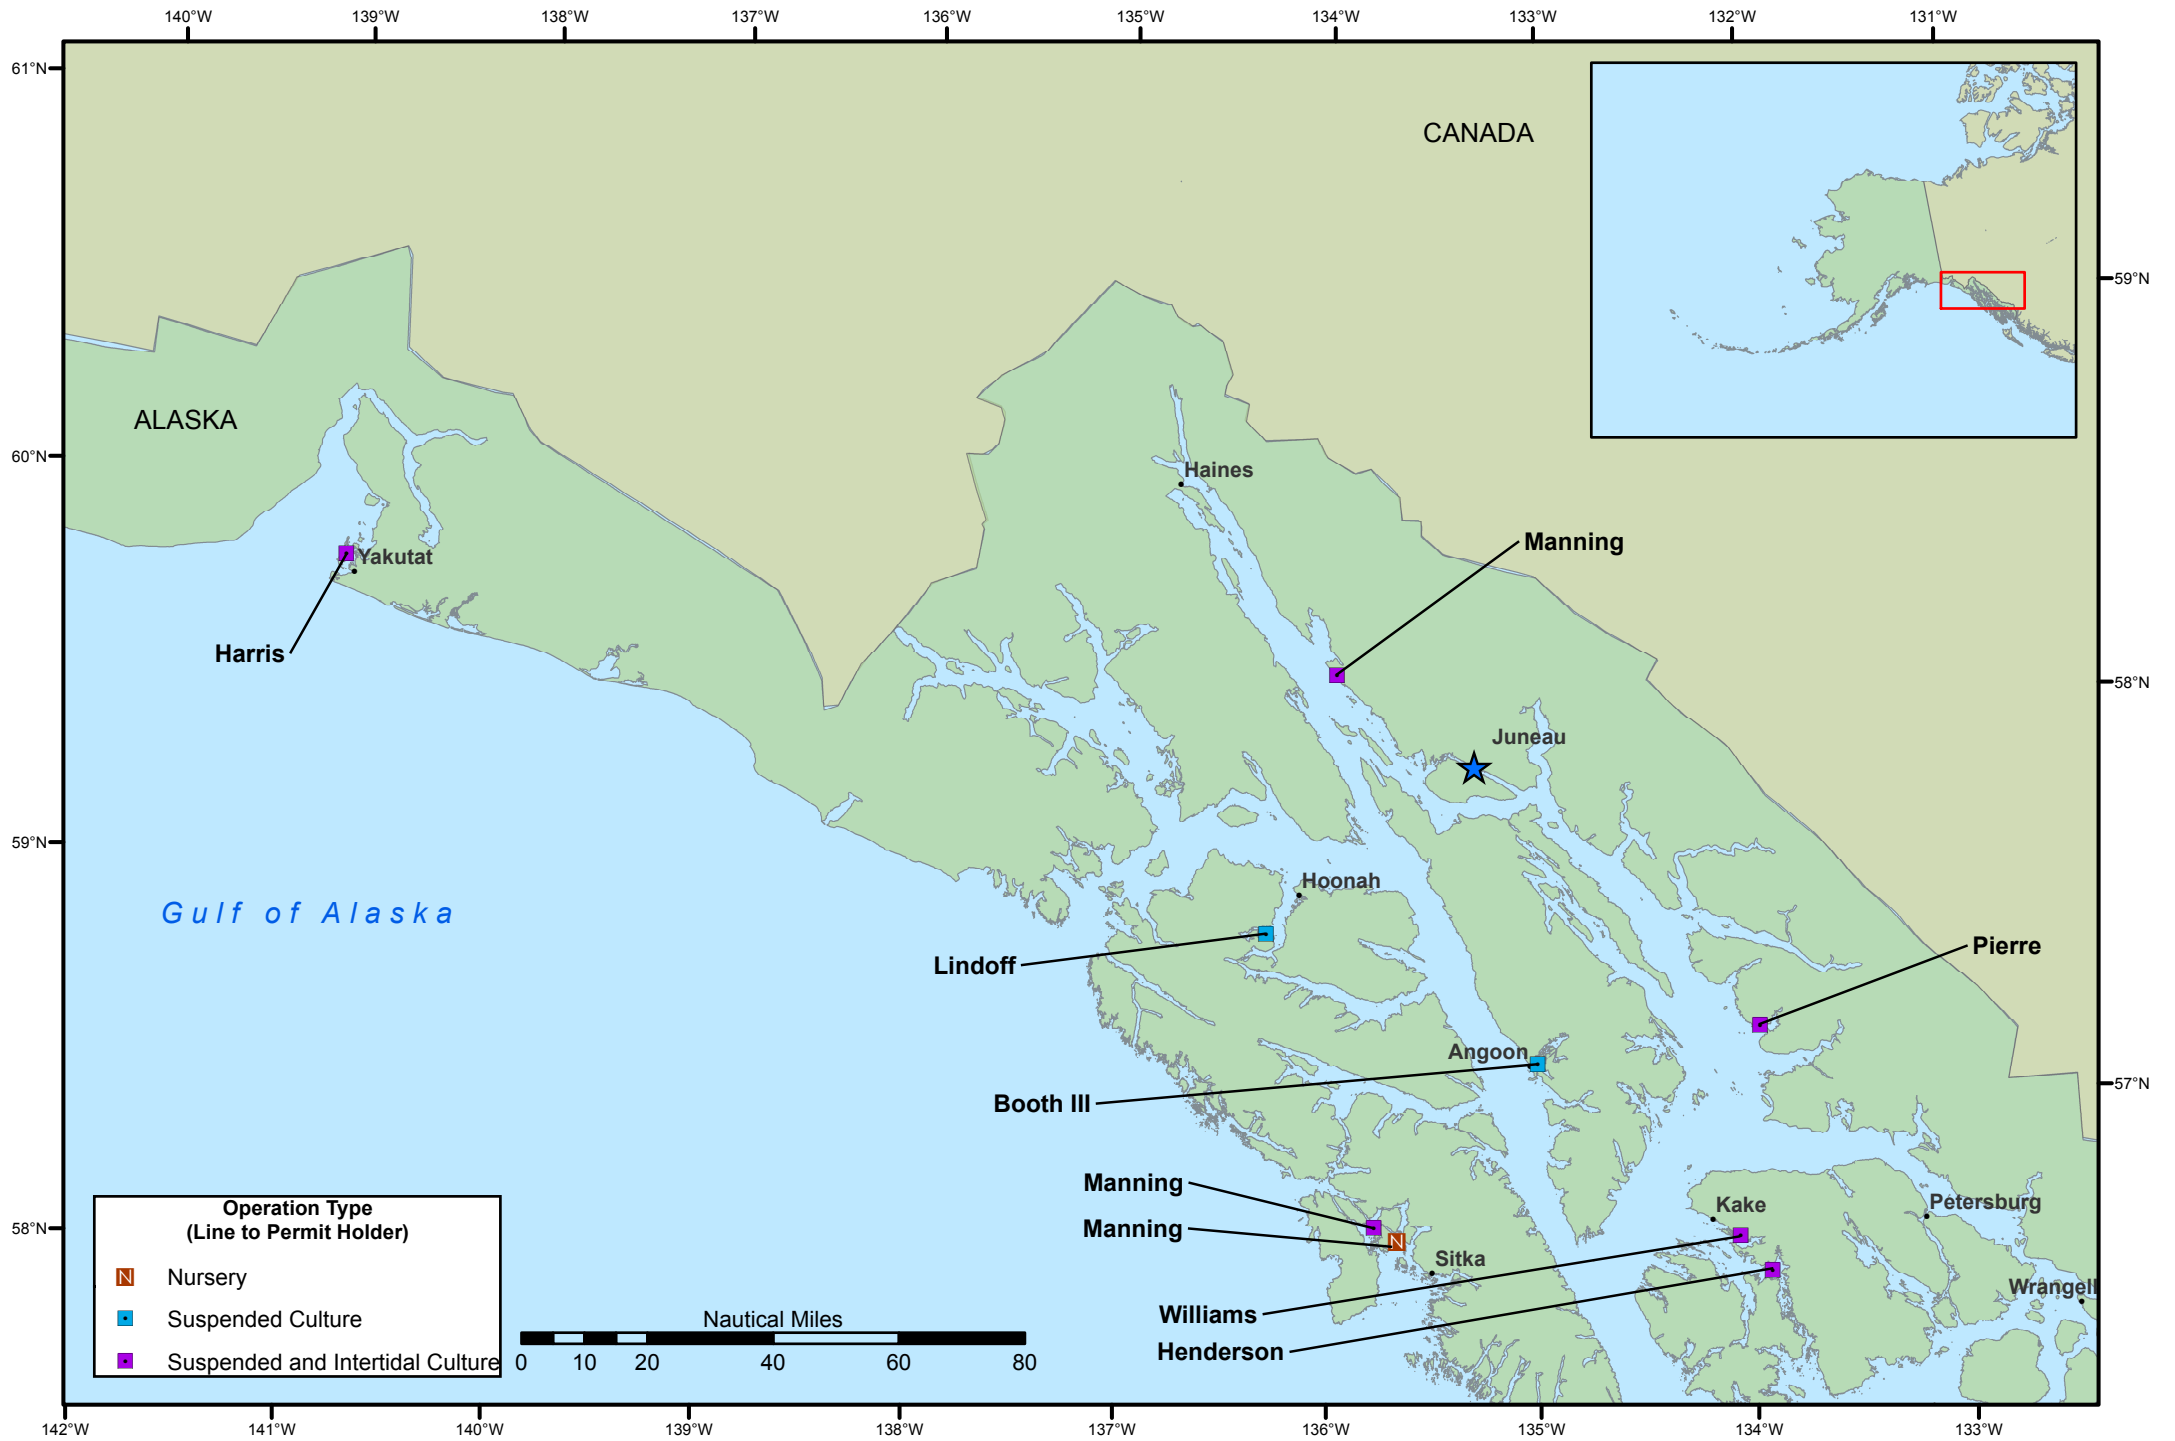 140°W 139°W 138°W 137°W 136°W 135°W 134°W 133°W 132°W 131°W
61°N
CANADA
59°N
ALASKA
60°N
Haines
Manning
Yakutat
Harris
58°N
Juneau
59°N
Hoonah
Gulf of Alaska
Lindoff
Pierre
Angoon
57°N
Booth III
Manning
Kake
Petersburg
58°N
Manning
Sitka
Wrangell
Williams
Henderson
Operation Type
(Line to Permit Holder)
N Nursery
Suspended Culture
Suspended and Intertidal Culture
N
Nautical Miles
0 10 20 40 60 80
142°W 141°W 140°W 139°W 138°W 137°W 136°W 135°W 134°W 133°W